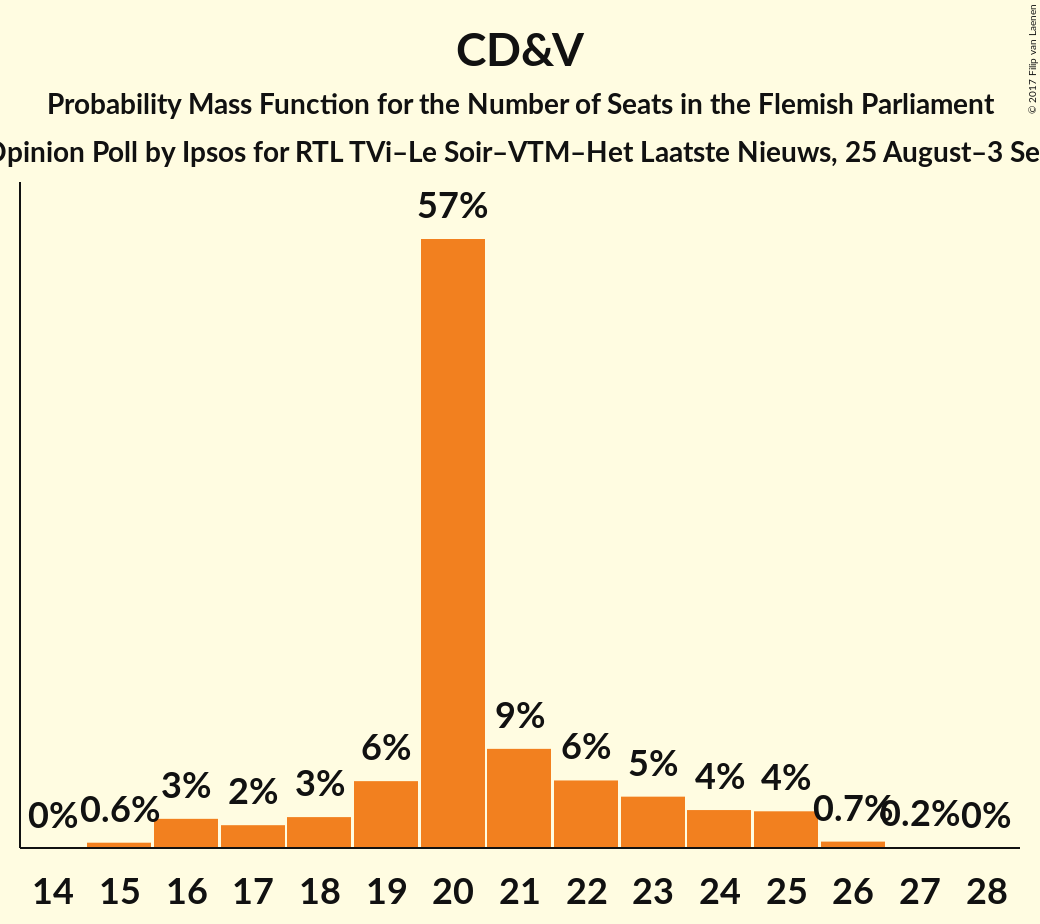 CD&V
Probability Mass Function for the Number of Seats in the Flemish Parliament
Opinion Poll by Ipsos for RTL TVi–Le Soir–VTM–Het Laatste Nieuws, 25 August–3 Se
© 2017 Filip van Laenen
0% 0.6% 3% 2% 3% 6% 57% 9% 6% 5% 4% 4% 0.7% 0.2% 0%
14 15 16 17 18 19 20 21 22 23 24 25 26 27 28